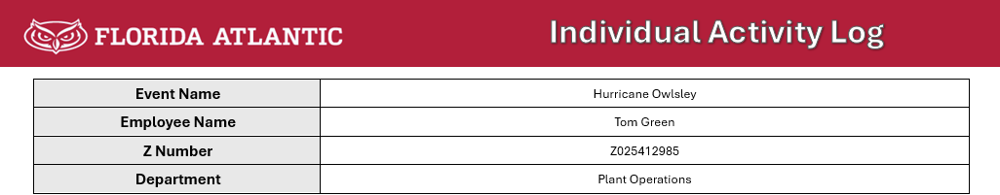 FLORIDA ATLANTIC
Individual Activity Log
Event Name Hurricane Owlsley
Employee Name Tom Green
Z Number Z025412985
Department Plant Operations